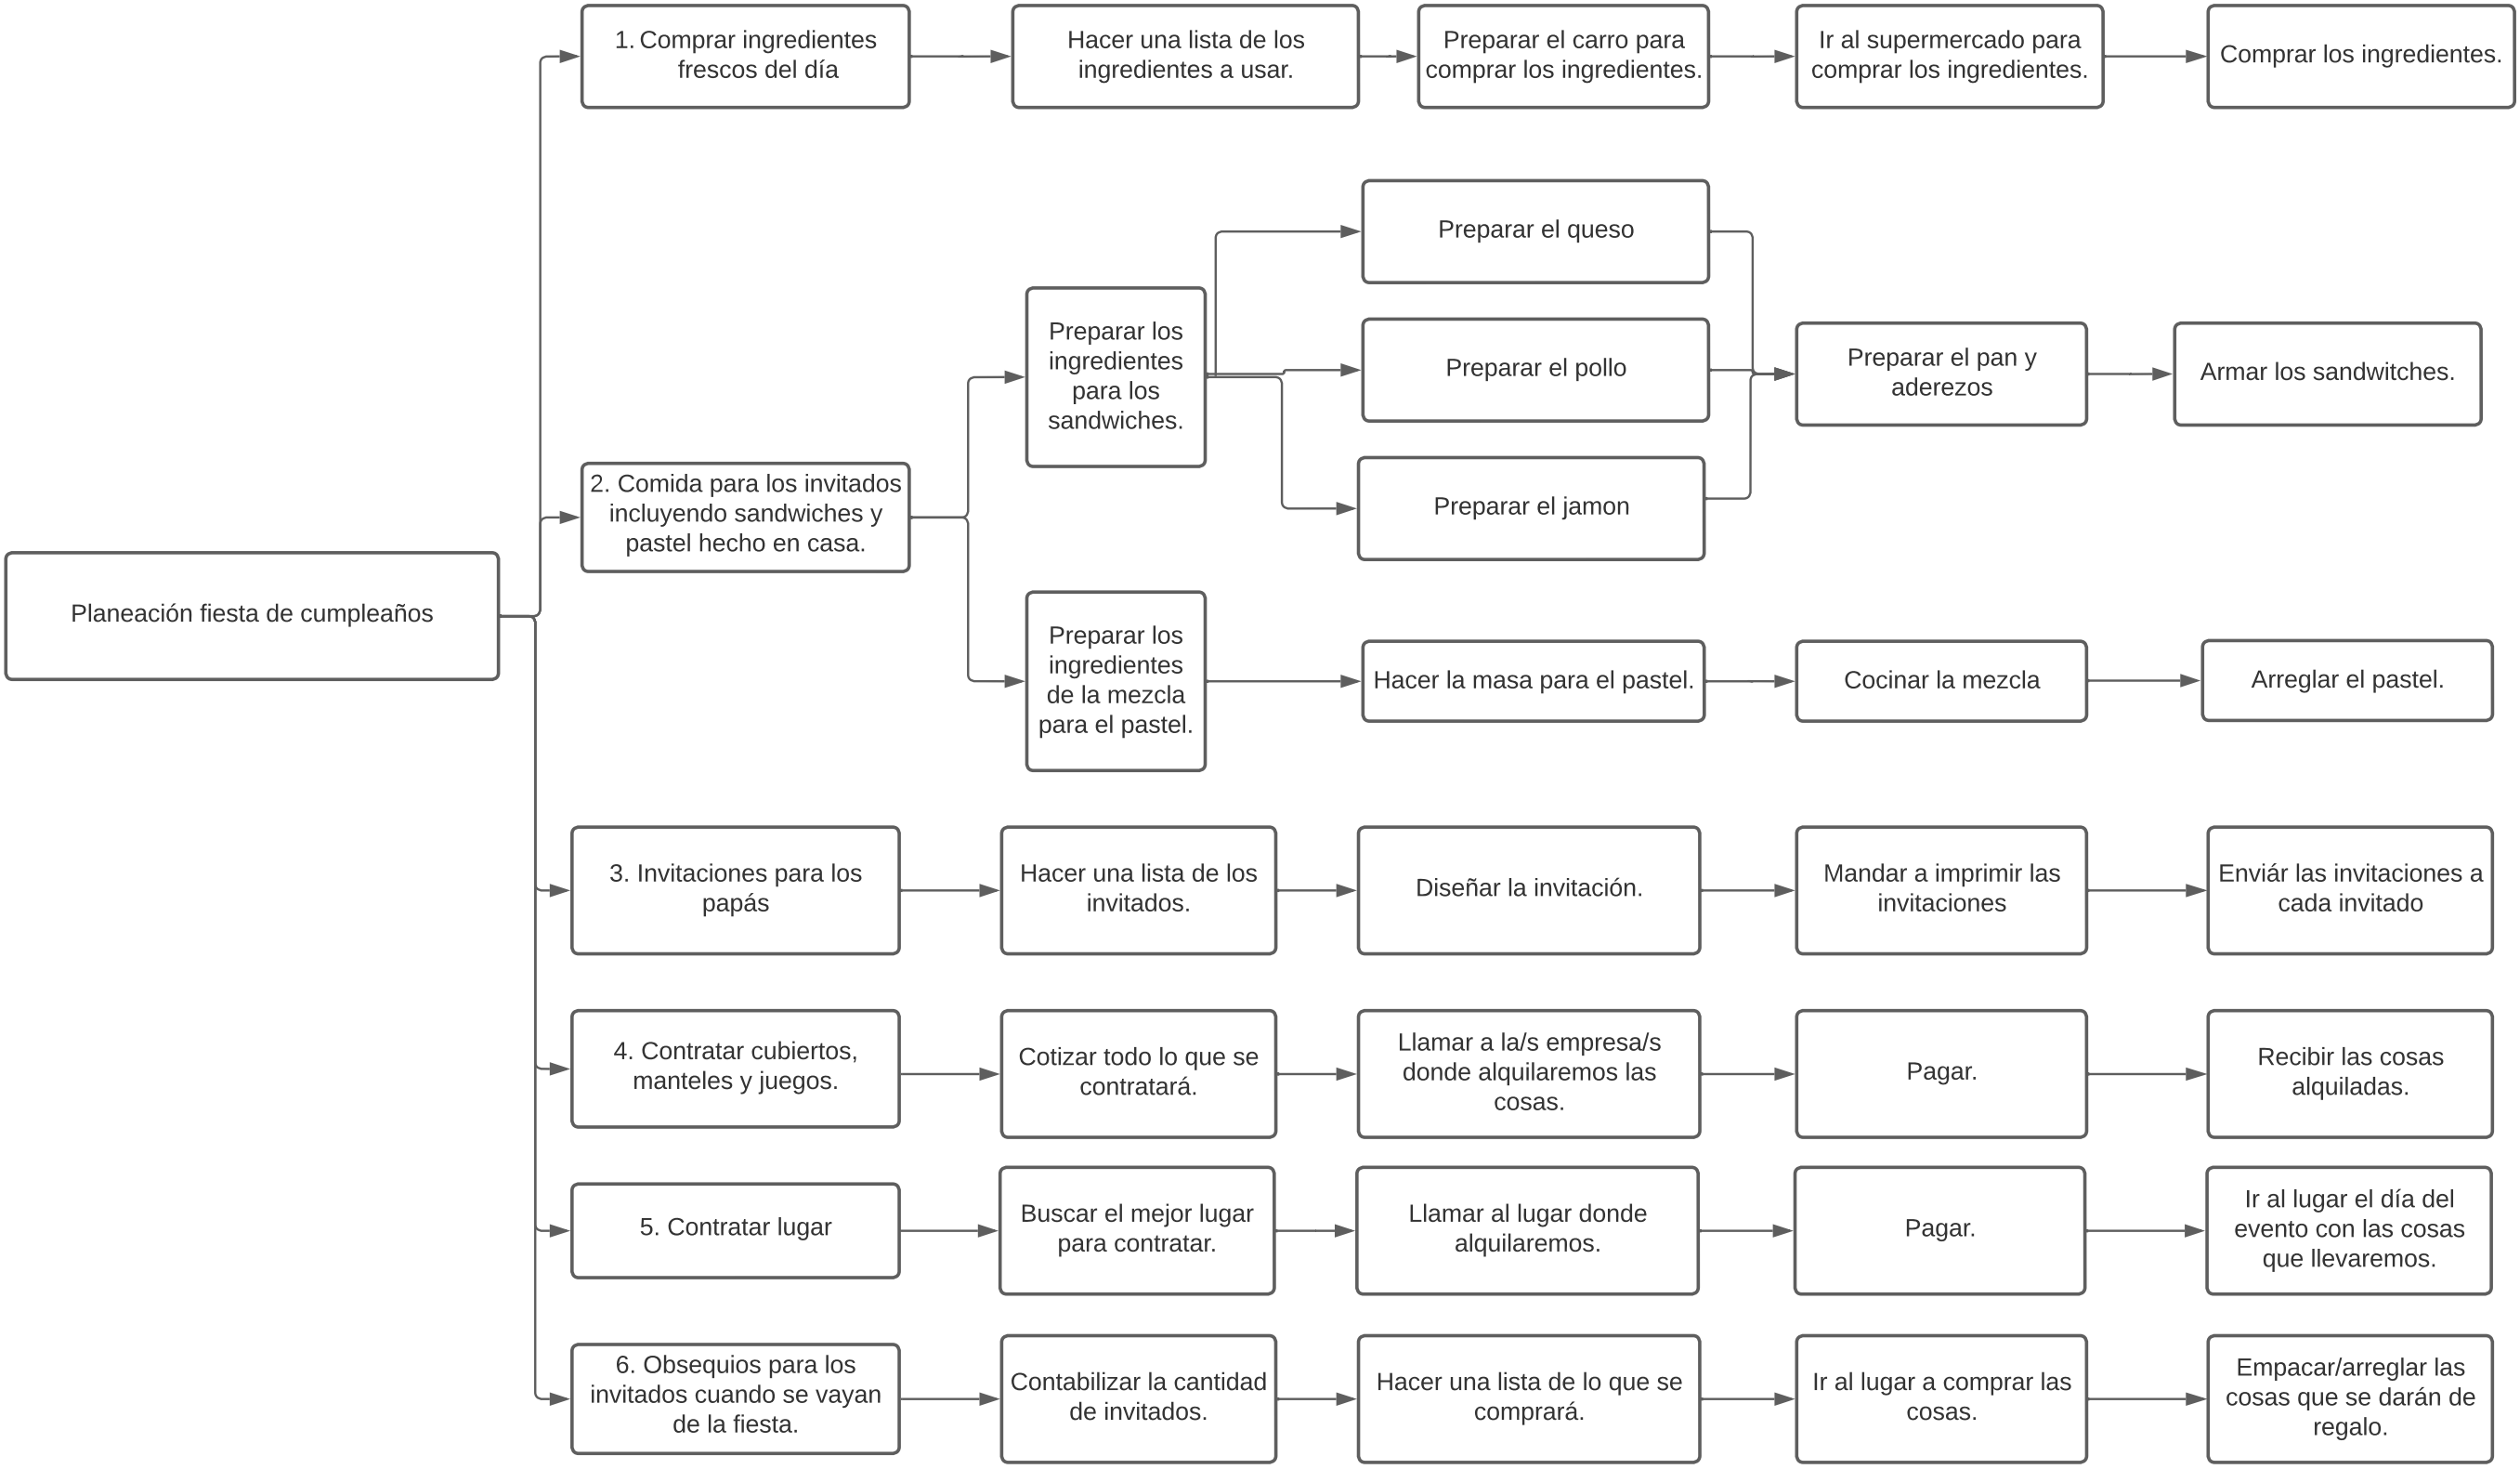 Planeación fiesta de cumpleaños
1. Comprar ingredientes
frescos del día
Hacer una lista de los
ingredientes a usar.
Preparar el carro para
comprar los ingredientes.
Ir al supermercado para
comprar los ingredientes.
Comprar los ingredientes.
2. Comida para los invitados
incluyendo sandwiches y
pastel hecho en casa.
Preparar los
ingredientes
para los
sandwiches.
Preparar el queso
Preparar el pollo
Preparar el jamon
Preparar el pan y
aderezos
Armar los sandwitches.
Preparar los
ingredientes
de la mezcla
para el pastel.
Hacer la masa para el pastel.
Cocinar la mezcla
Arreglar el pastel.
3. Invitaciones para los
papás
Hacer una lista de los
invitados.
Diseñar la invitación.
Mandar a imprimir las
invitaciones
Enviár las invitaciones a
cada invitado
4. Contratar cubiertos,
manteles y juegos.
Cotizar todo lo que se
contratará.
Llamar a la/s empresa/s
donde alquilaremos las
cosas.
Pagar.
Recibir las cosas
alquiladas.
5. Contratar lugar
Buscar el mejor lugar
para contratar.
Llamar al lugar donde
alquilaremos.
Pagar.
Ir al lugar el día del
evento con las cosas
que llevaremos.
6. Obsequios para los
invitados cuando se vayan
de la fiesta.
Contabilizar la cantidad
de invitados.
Hacer una lista de lo que se
comprará.
Ir al lugar a comprar las
cosas.
Empacar/arreglar las
cosas que se darán de
regalo.